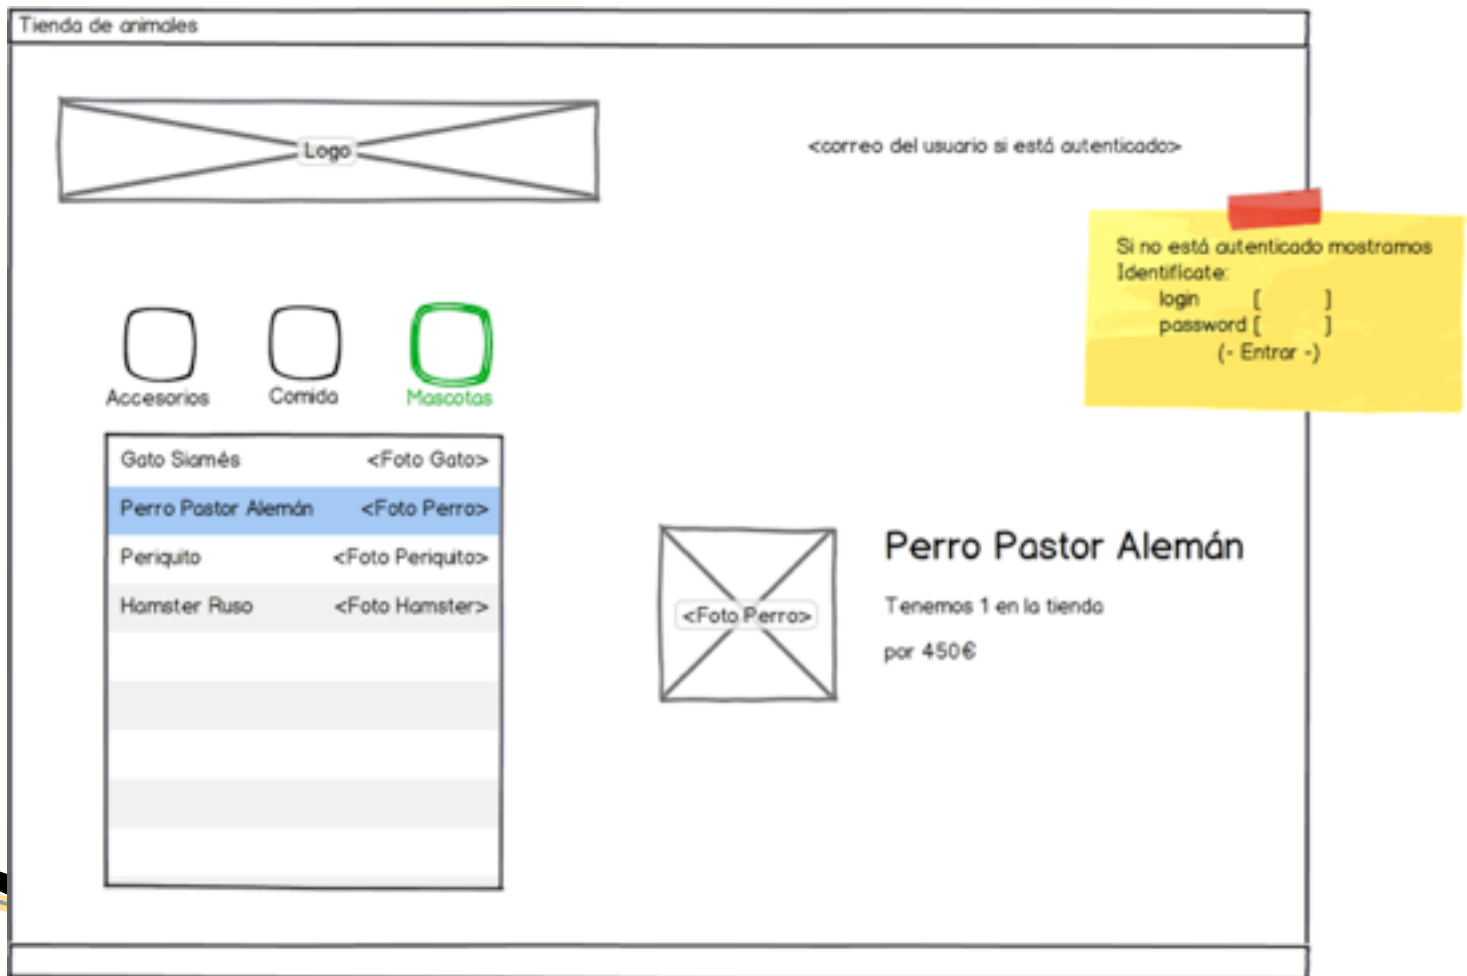 Tienda de animales
Logo
<correo del usuario si está autenticado>
Si no está autenticado mostramos
Identifícate:
login [ ]
password [ ]
(- Entrar -)
Accesorios
Comida
Mascotas
Gato Siamés <Foto Gato>
Perro Pastor Alemán <Foto Perro>
Periquito <Foto Periquito>
Hamster Ruso <Foto Hamster>
<Foto Perro>
Perro Pastor Alemán
Tenemos 1 en la tienda
por 450€